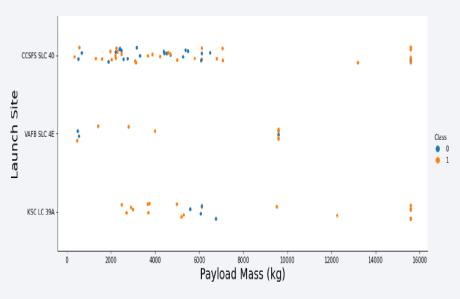 Launch Site
CCSFS SLC 40
VAFB SLC 4E
KSC LC 39A
0 2000 4000 6000 8000 10000 12000 14000 16000
Payload Mass (kg)
Class
0
1